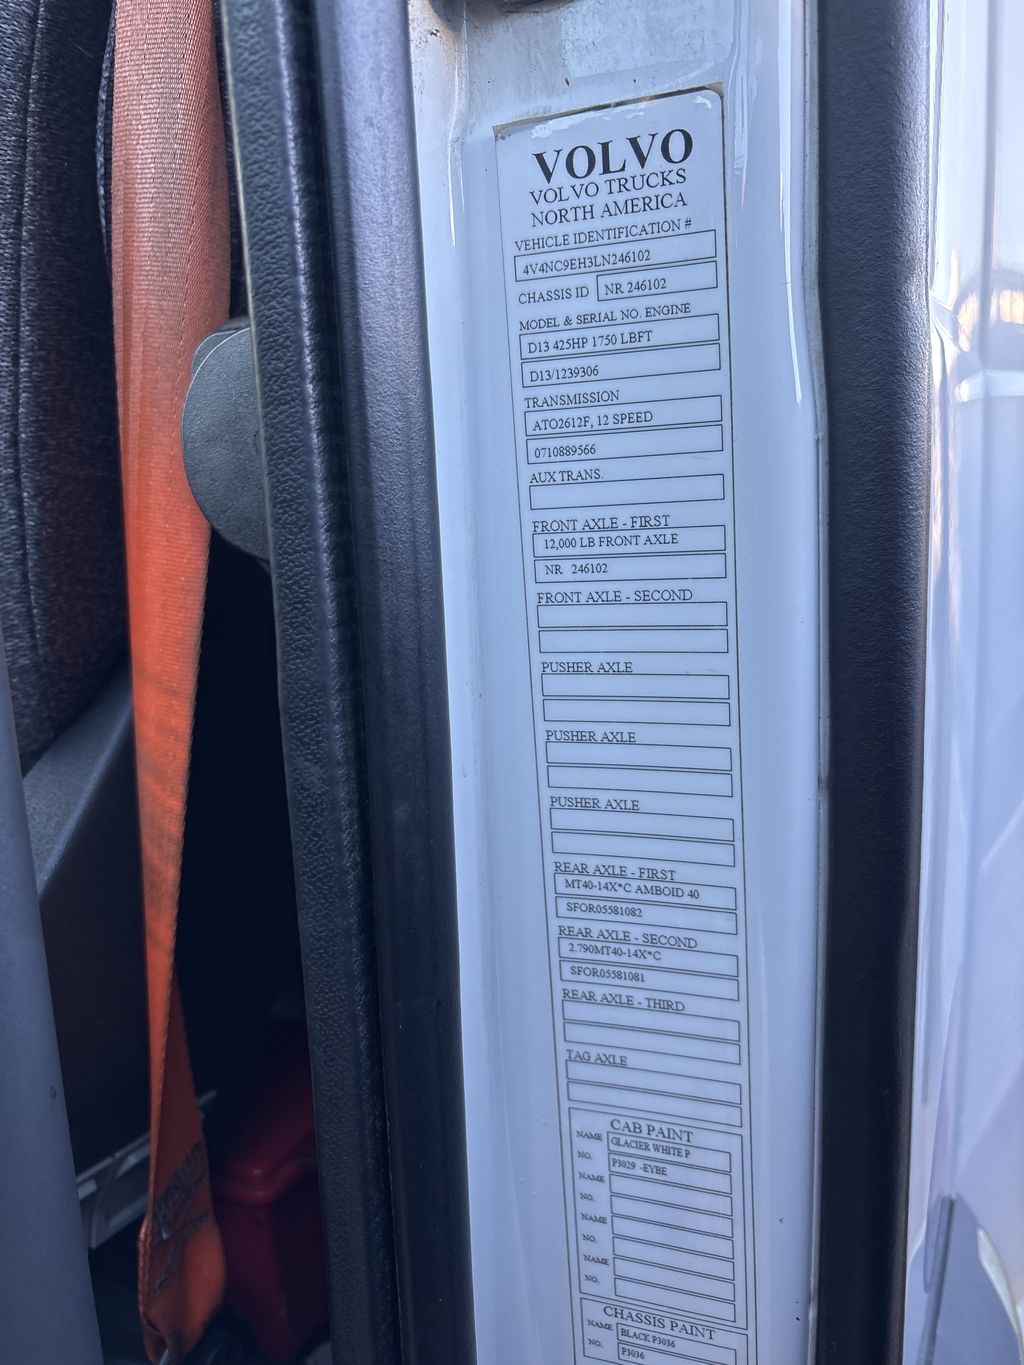 VOLVO
VOLVO TRUCKS
NORTH AMERICA
VEHICLE IDENTIFICATION #
4V4NC9EH3LN246102
CHASSIS ID NR 246102
MODEL & SERIAL NO. ENGINE
D13 425HP 1750 LBFT
D13/1239306
TRANSMISSION
ATO2612F, 12 SPEED
0710889566
AUX TRANS.
FRONT AXLE - FIRST
12,000 LB FRONT AXLE
NR 246102
FRONT AXLE - SECOND
PUSHER AXLE
PUSHER AXLE
PUSHER AXLE
REAR AXLE - FIRST
MT40-14X*C AMBOID 40
SFOR05581082
REAR AXLE - SECOND
2.790MT40-14X*C
SFOR05581081
REAR AXLE - THIRD
TAG AXLE
CAB PAINT
NAME GLACIER WHITE P
NO. P3029 -EYBE
NAME
NO.
NAME
NO.
NAME
NO.
CHASSIS PAINT
NAME BLACK P3036
NO. P3036